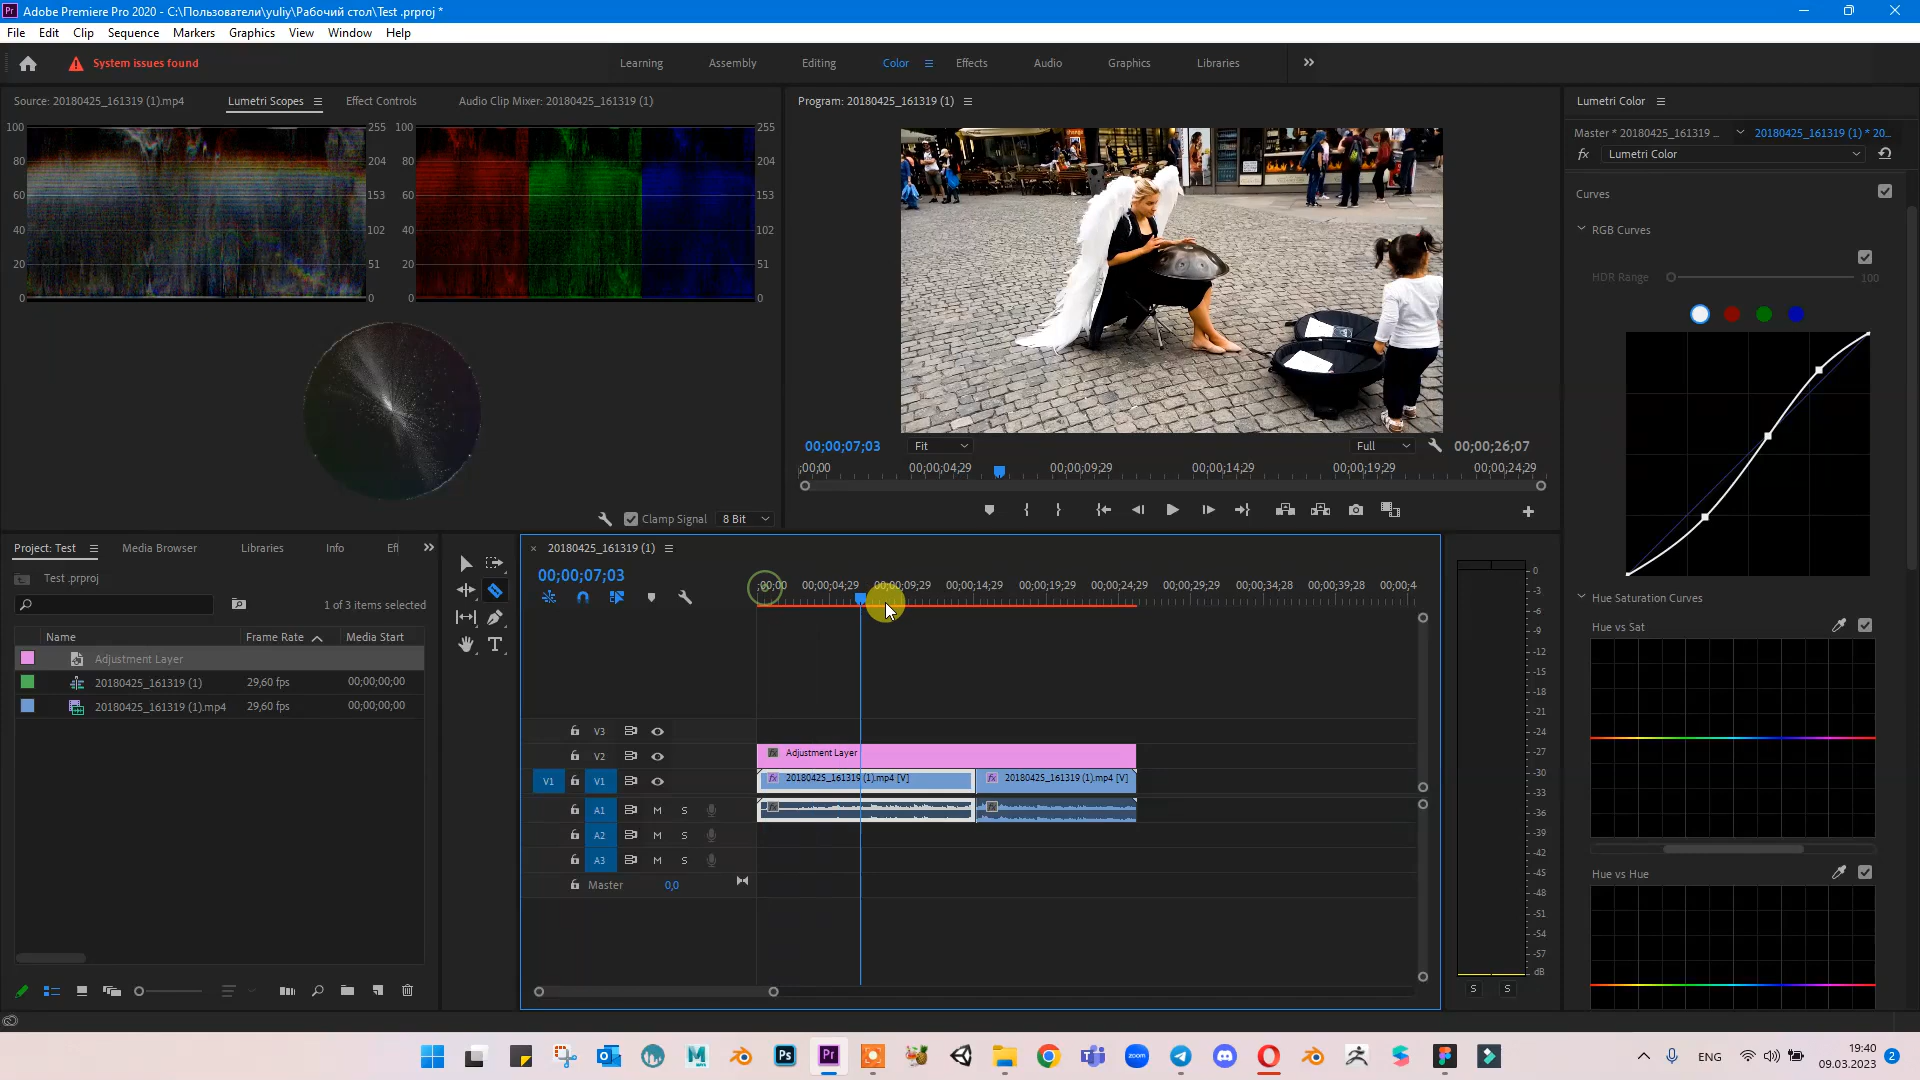 Adobe Premiere Pro 2020 - C:\Пользователи\yuliy\Рабочий стол\Test .prproj *
File Edit Clip Sequence Markers Graphics View Window Help
System issues found
Learning Assembly Editing Color Effects Audio Graphics Libraries
Source: 20180425_161319 (1).mp4 Lumetri Scopes Effect Controls Audio Clip Mixer: 20180425_161319 (1)
Program: 20180425_161319 (1)
Lumetri Color
Master * 20180425_161319 ... 20180425_161319 (1) * 20...
fx Lumetri Color
100 255 100 255
80 204 80 204
60 153 60 153
40 102 40 102
20 51 20 51
0 0 0 0
Clamp Signal 8 Bit
00;00;07;03 Fit Full 00;00;26;07
;00;00 00;00;04;29 00;00;09;29 00;00;14;29 00;00;19;29 00;00;24;29
Curves
RGB Curves
HDR Range 100
Hue Saturation Curves
Hue vs Sat
Hue vs Hue
Project: Test Media Browser Libraries Info Eff
Test .prproj
1 of 3 items selected
Name Frame Rate Media Start
Adjustment Layer
20180425_161319 (1) 29,60 fps 00;00;00;00
20180425_161319 (1).mp4 29,60 fps 00;00;00;00
20180425_161319 (1)
00;00;07;03
;00;00 00;00;04;29 00;00;09;29 00;00;14;29 00;00;19;29 00;00;24;29 00;00;29;29 00;00;34;28 00;00;39;28 00;00;4
V3
V2 fx Adjustment Layer
V1 V1 fx 20180425_161319 (1).mp4 [V] fx 20180425_161319 (1).mp4 [V]
A1 M S
A2 M S
A3 M S
Master 0,0
0
-3
-6
-9
-12
-15
-18
-21
-24
-27
-30
-33
-36
-39
-42
-45
-48
-51
-54
-57
dB
S S
Ps Pr zoom
ENG
19:40
09.03.2023
2